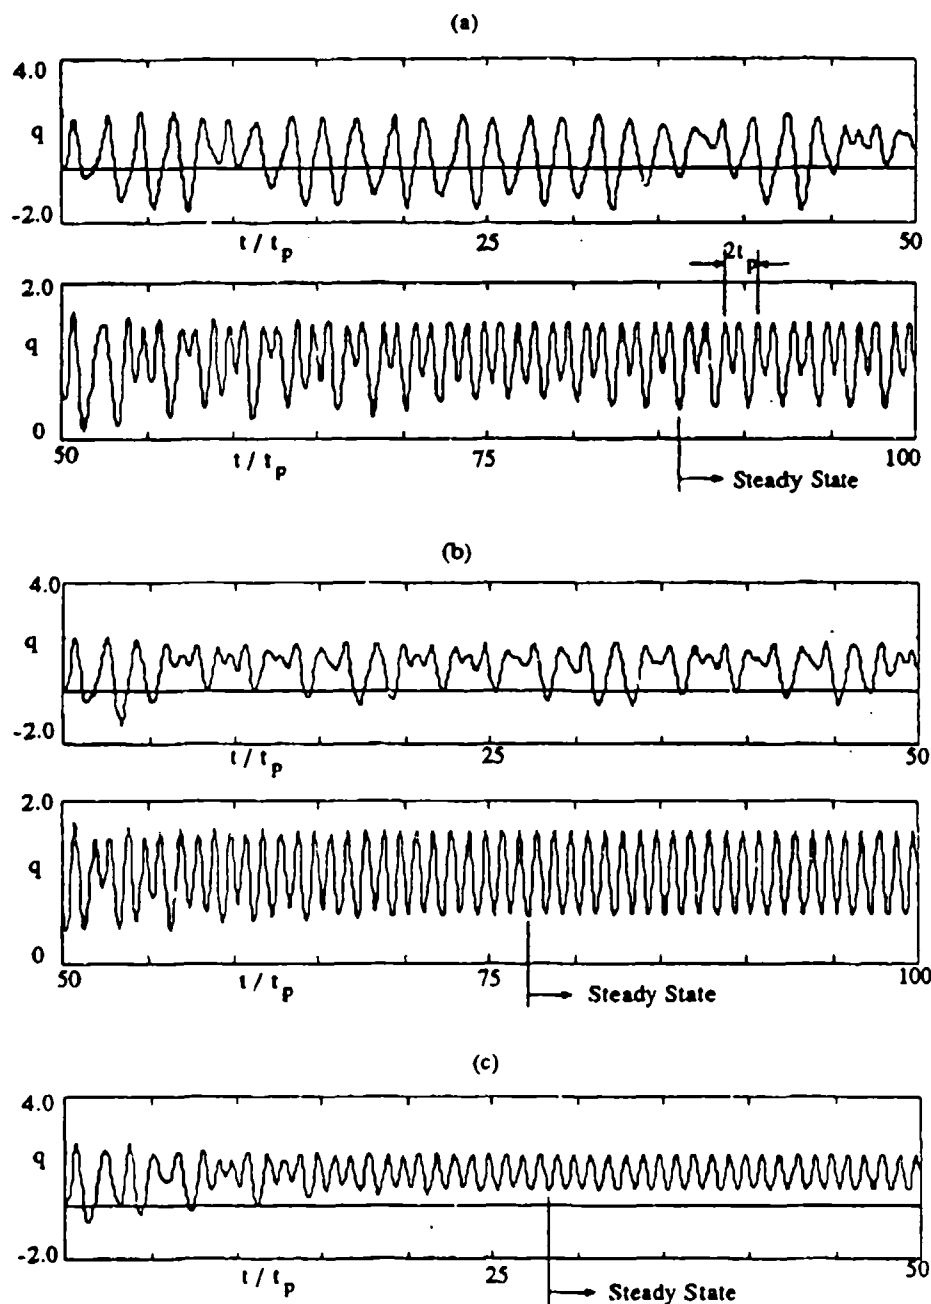 (a)
4.0
q
-2.0
t / t_p
25
50
2t_p
2.0
q
0
50
t / t_p
75
100
Steady State
(b)
4.0
q
-2.0
t / t_p
25
50
2.0
q
0
50
t / t_p
75
100
Steady State
(c)
4.0
q
-2.0
t / t_p
25
50
Steady State